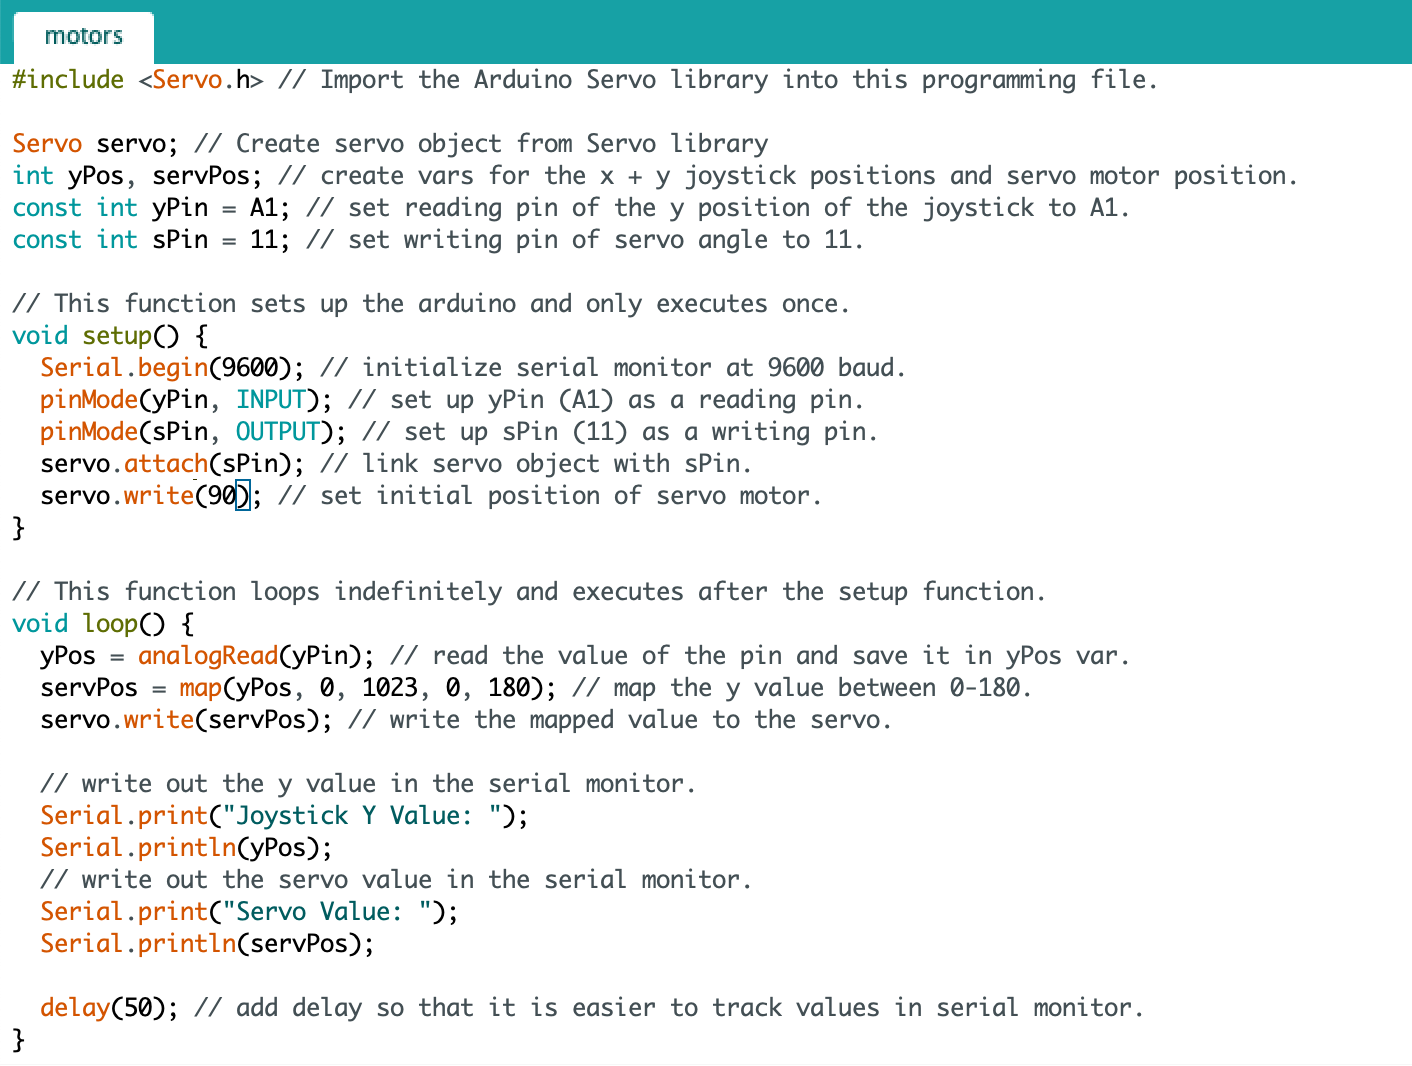 motors
#include <Servo.h> // Import the Arduino Servo library into this programming file.
Servo servo; // Create servo object from Servo library
int yPos, servPos; // create vars for the x + y joystick positions and servo motor position.
const int yPin = A1; // set reading pin of the y position of the joystick to A1.
const int sPin = 11; // set writing pin of servo angle to 11.
// This function sets up the arduino and only executes once.
void setup() {
  Serial.begin(9600); // initialize serial monitor at 9600 baud.
  pinMode(yPin, INPUT); // set up yPin (A1) as a reading pin.
  pinMode(sPin, OUTPUT); // set up sPin (11) as a writing pin.
  servo.attach(sPin); // link servo object with sPin.
  servo.write(90); // set initial position of servo motor.
}
// This function loops indefinitely and executes after the setup function.
void loop() {
  yPos = analogRead(yPin); // read the value of the pin and save it in yPos var.
  servPos = map(yPos, 0, 1023, 0, 180); // map the y value between 0-180.
  servo.write(servPos); // write the mapped value to the servo.
  // write out the y value in the serial monitor.
  Serial.print("Joystick Y Value: ");
  Serial.println(yPos);
  // write out the servo value in the serial monitor.
  Serial.print("Servo Value: ");
  Serial.println(servPos);
  delay(50); // add delay so that it is easier to track values in serial monitor.
}